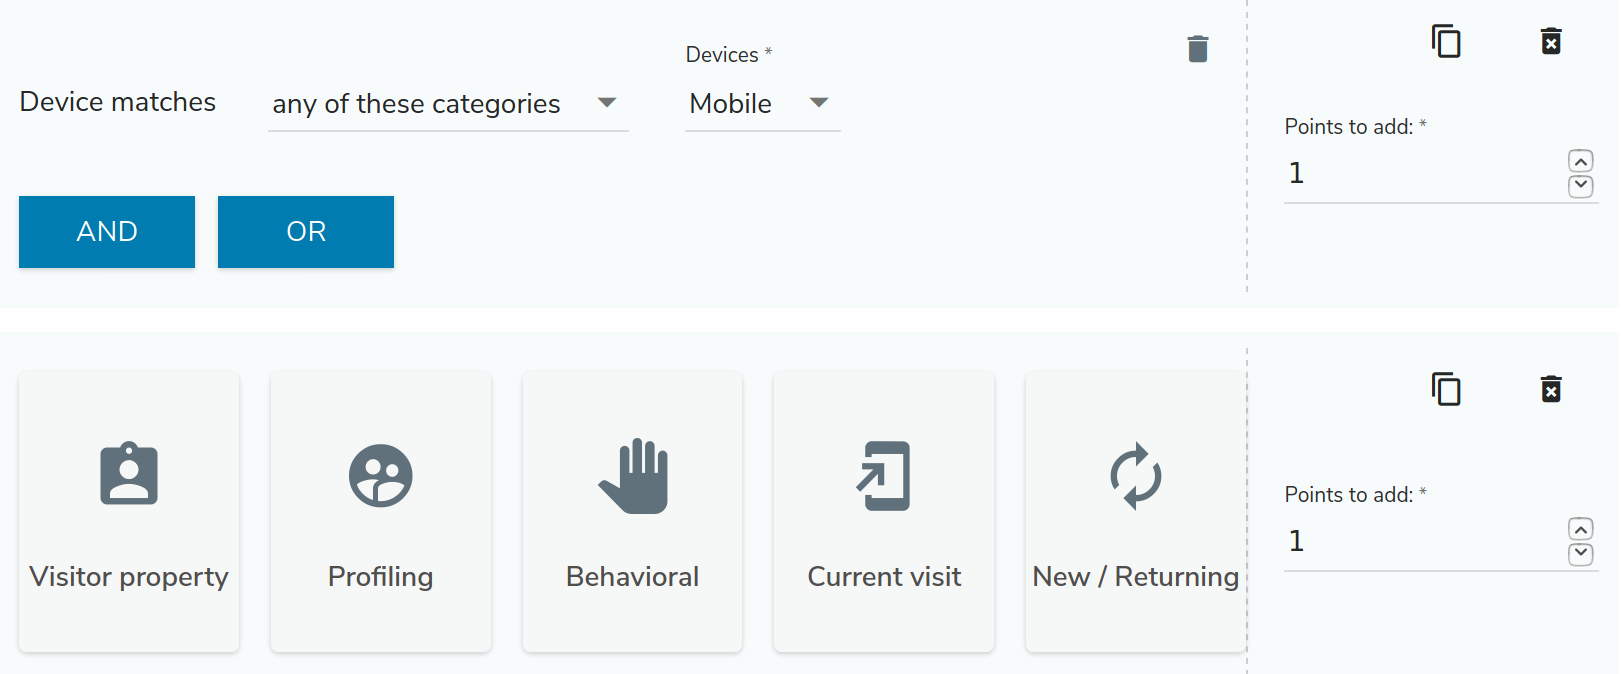 Devices *
Device matches any of these categories Mobile
Points to add: *
1
AND OR
Points to add: *
1
Visitor property Profiling Behavioral Current visit New / Returning